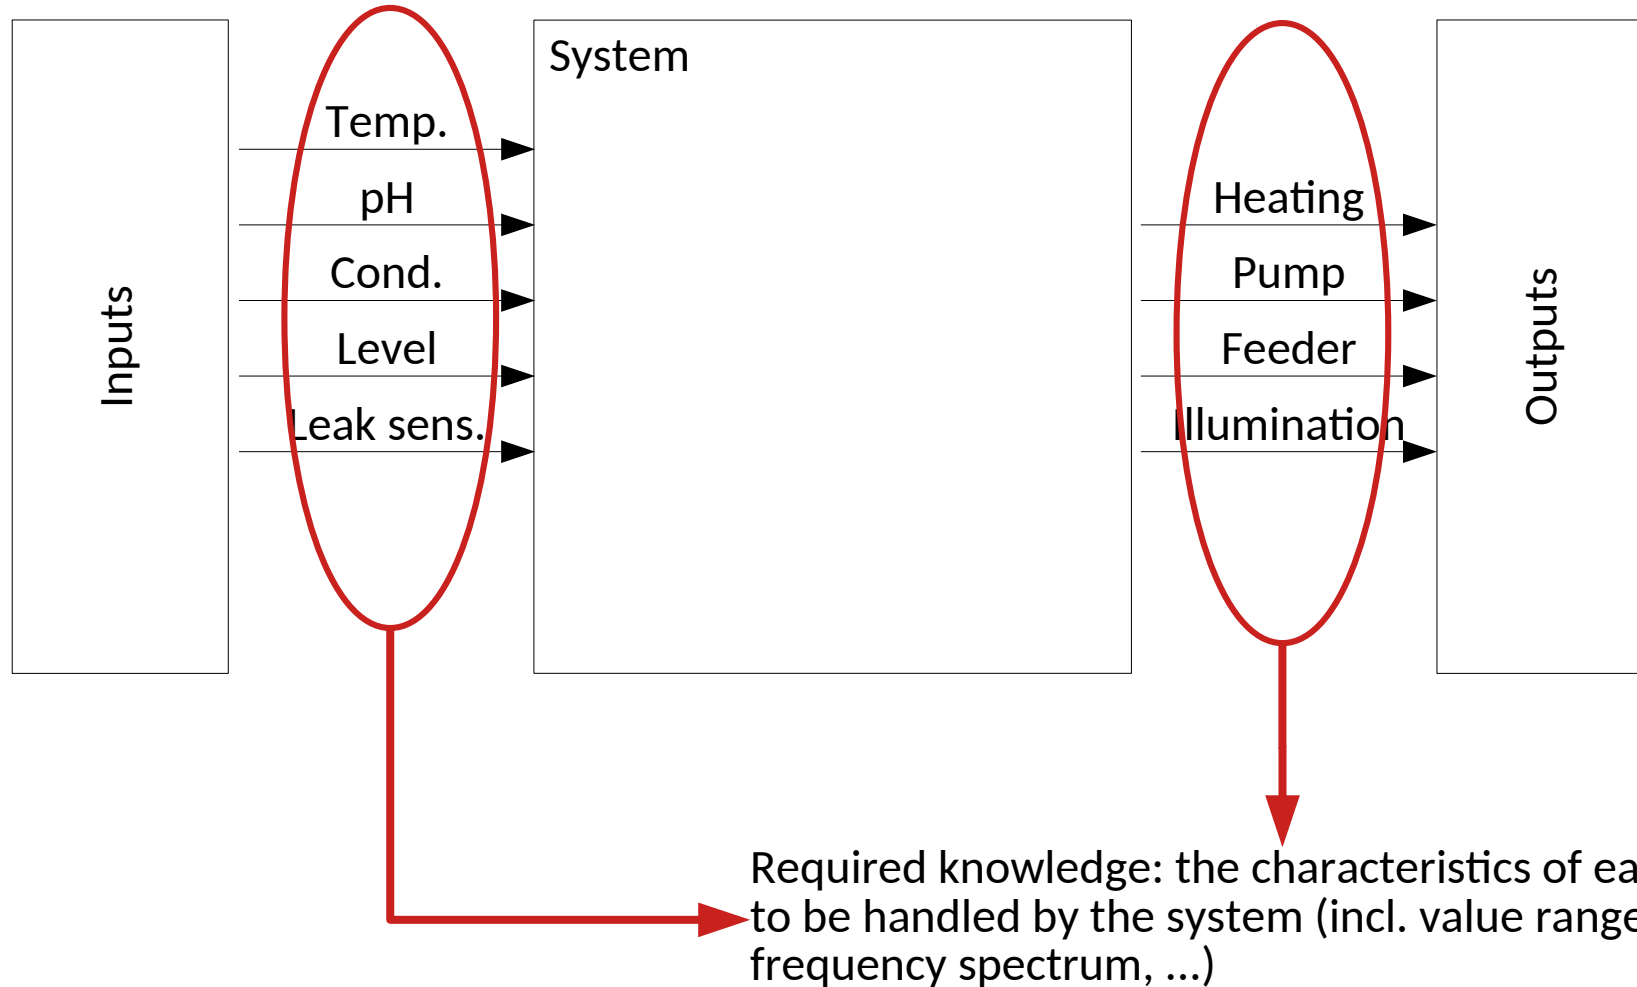 System
Temp.
pH
Cond.
Level
Leak sens.
Inputs
Heating
Pump
Feeder
Illumination
Outputs
Required knowledge: the characteristics of
to be handled by the system (incl. value range
frequency spectrum, ...)